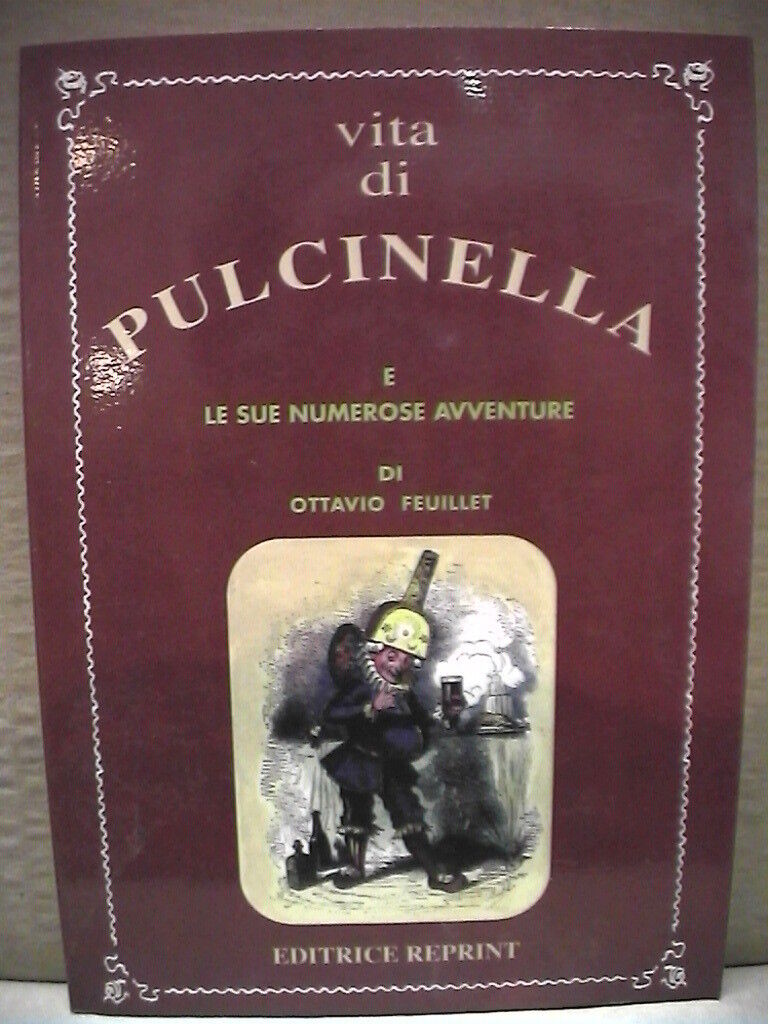 vita
di
PULCINELLA
E
LE SUE NUMEROSE AVVENTURE
DI
OTTAVIO FEUILLET
EDITRICE REPRINT